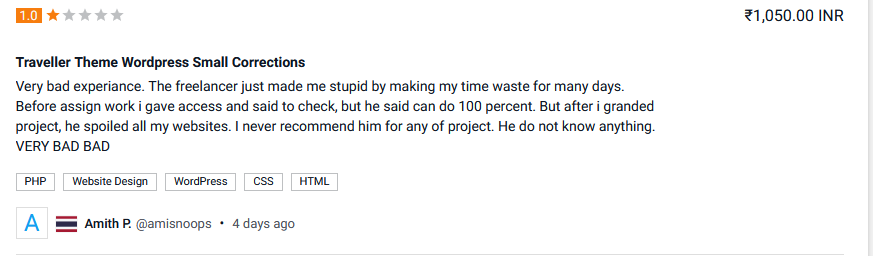 1.0 ₹1,050.00 INR
Traveller Theme Wordpress Small Corrections
Very bad experiance. The freelancer just made me stupid by making my time waste for many days.
Before assign work i gave access and said to check, but he said can do 100 percent. But after i granded
project, he spoiled all my websites. I never recommend him for any of project. He do not know anything.
VERY BAD BAD
PHP Website Design WordPress CSS HTML
A Amith P. @amisnoops • 4 days ago